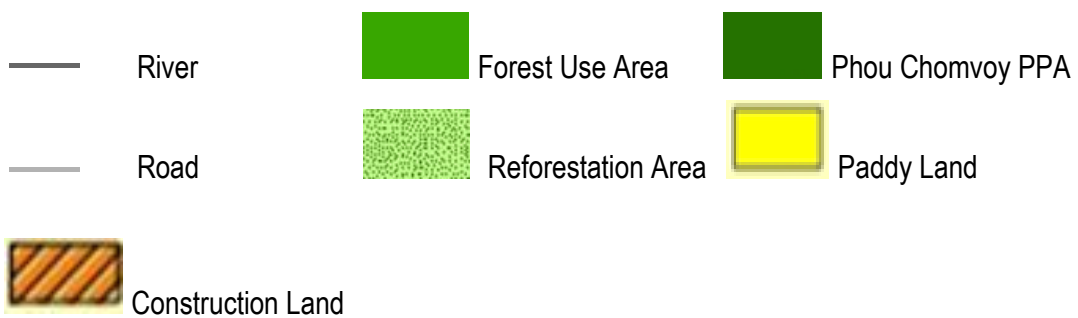 River
Forest Use Area
Phou Chomvoy PPA
Road
Reforestation Area
Paddy Land
Construction Land